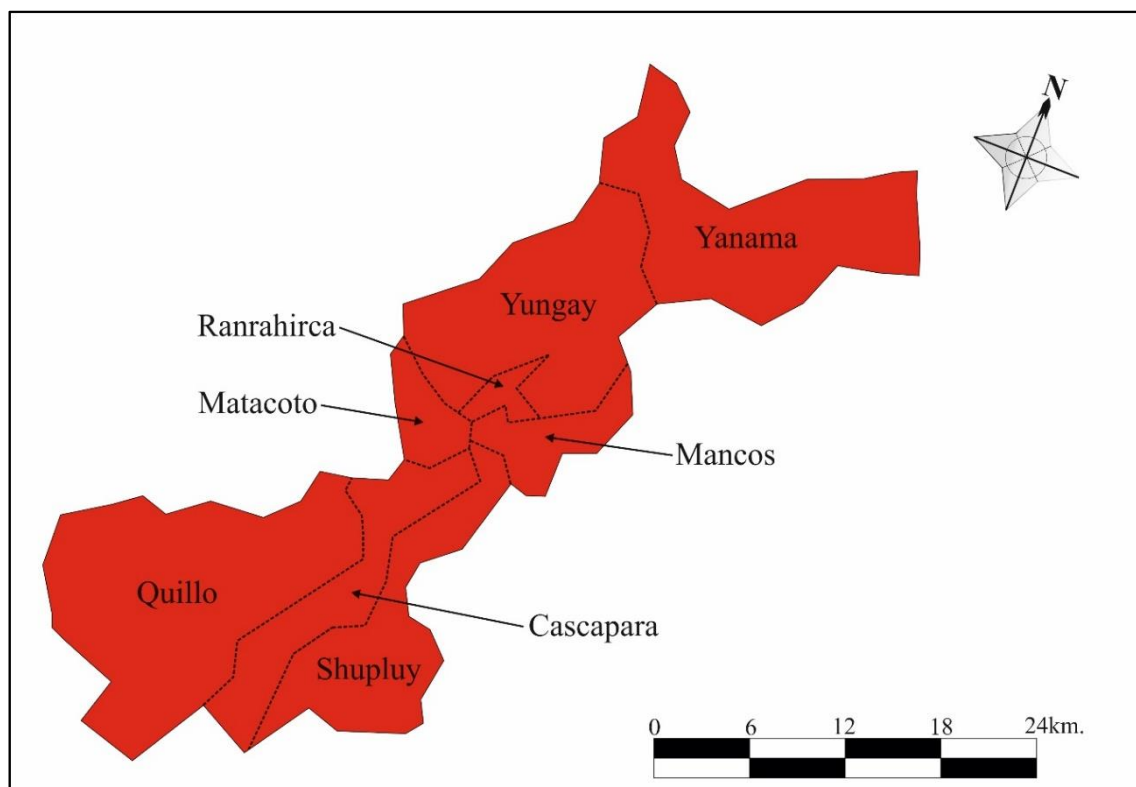 N
Yanama
Yungay
Ranrahirca
Matacoto
Mancos
Quillo
Cascapara
Shupluy
0 6 12 18 24km.